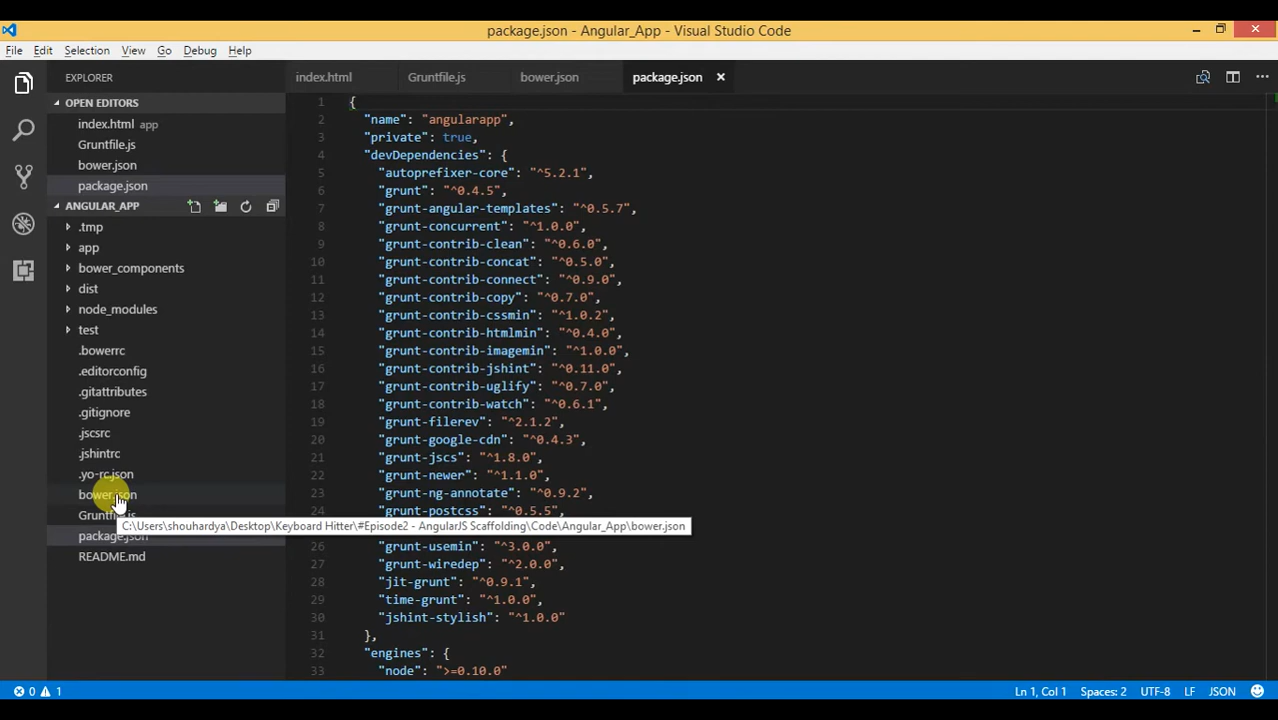 package.json - Angular_App - Visual Studio Code
File Edit Selection View Go Debug Help
EXPLORER
OPEN EDITORS
index.html app
Gruntfile.js
bower.json
package.json
ANGULAR_APP
.tmp
app
bower_components
dist
node_modules
test
.bowerrc
.editorconfig
.gitattributes
.gitignore
.jscsrc
.jshintrc
.yo-rc.json
bower.json
Gruntfile.js
package.json
README.md
index.html Gruntfile.js bower.json package.json
1 {
2 "name": "angularapp",
3 "private": true,
4 "devDependencies": {
5 "autoprefixer-core": "^5.2.1",
6 "grunt": "^0.4.5",
7 "grunt-angular-templates": "^0.5.7",
8 "grunt-concurrent": "^1.0.0",
9 "grunt-contrib-clean": "^0.6.0",
10 "grunt-contrib-concat": "^0.5.0",
11 "grunt-contrib-connect": "^0.9.0",
12 "grunt-contrib-copy": "^0.7.0",
13 "grunt-contrib-cssmin": "^1.0.2",
14 "grunt-contrib-htmlmin": "^0.4.0",
15 "grunt-contrib-imagemin": "^1.0.0",
16 "grunt-contrib-jshint": "^0.11.0",
17 "grunt-contrib-uglify": "^0.7.0",
18 "grunt-contrib-watch": "^0.6.1",
19 "grunt-filerev": "^2.1.2",
20 "grunt-google-cdn": "^0.4.3",
21 "grunt-jscs": "^1.8.0",
22 "grunt-newer": "^1.1.0",
23 "grunt-ng-annotate": "^0.9.2",
24 "grunt-postcss": "^0.5.5",
C:\Users\shouhardya\Desktop\Keyboard Hitter\#Episode2 - AngularJS Scaffolding\Code\Angular_App\bower.json
26 "grunt-usemin": "^3.0.0",
27 "grunt-wiredep": "^2.0.0",
28 "jit-grunt": "^0.9.1",
29 "time-grunt": "^1.0.0",
30 "jshint-stylish": "^1.0.0"
31 },
32 "engines": {
33 "node": ">=0.10.0"
0 1 Ln 1, Col 1 Spaces: 2 UTF-8 LF JSON